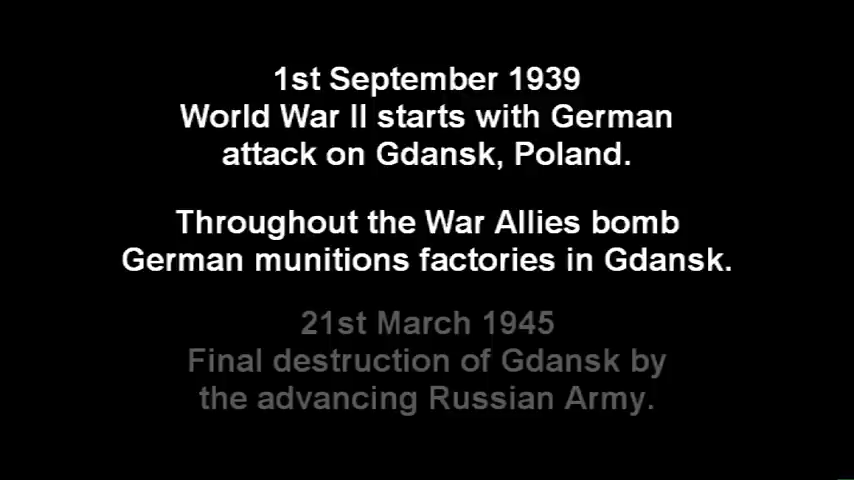 1st September 1939
World War II starts with German
attack on Gdansk, Poland.
Throughout the War Allies bomb
German munitions factories in Gdansk.
21st March 1945
Final destruction of Gdansk by
the advancing Russian Army.